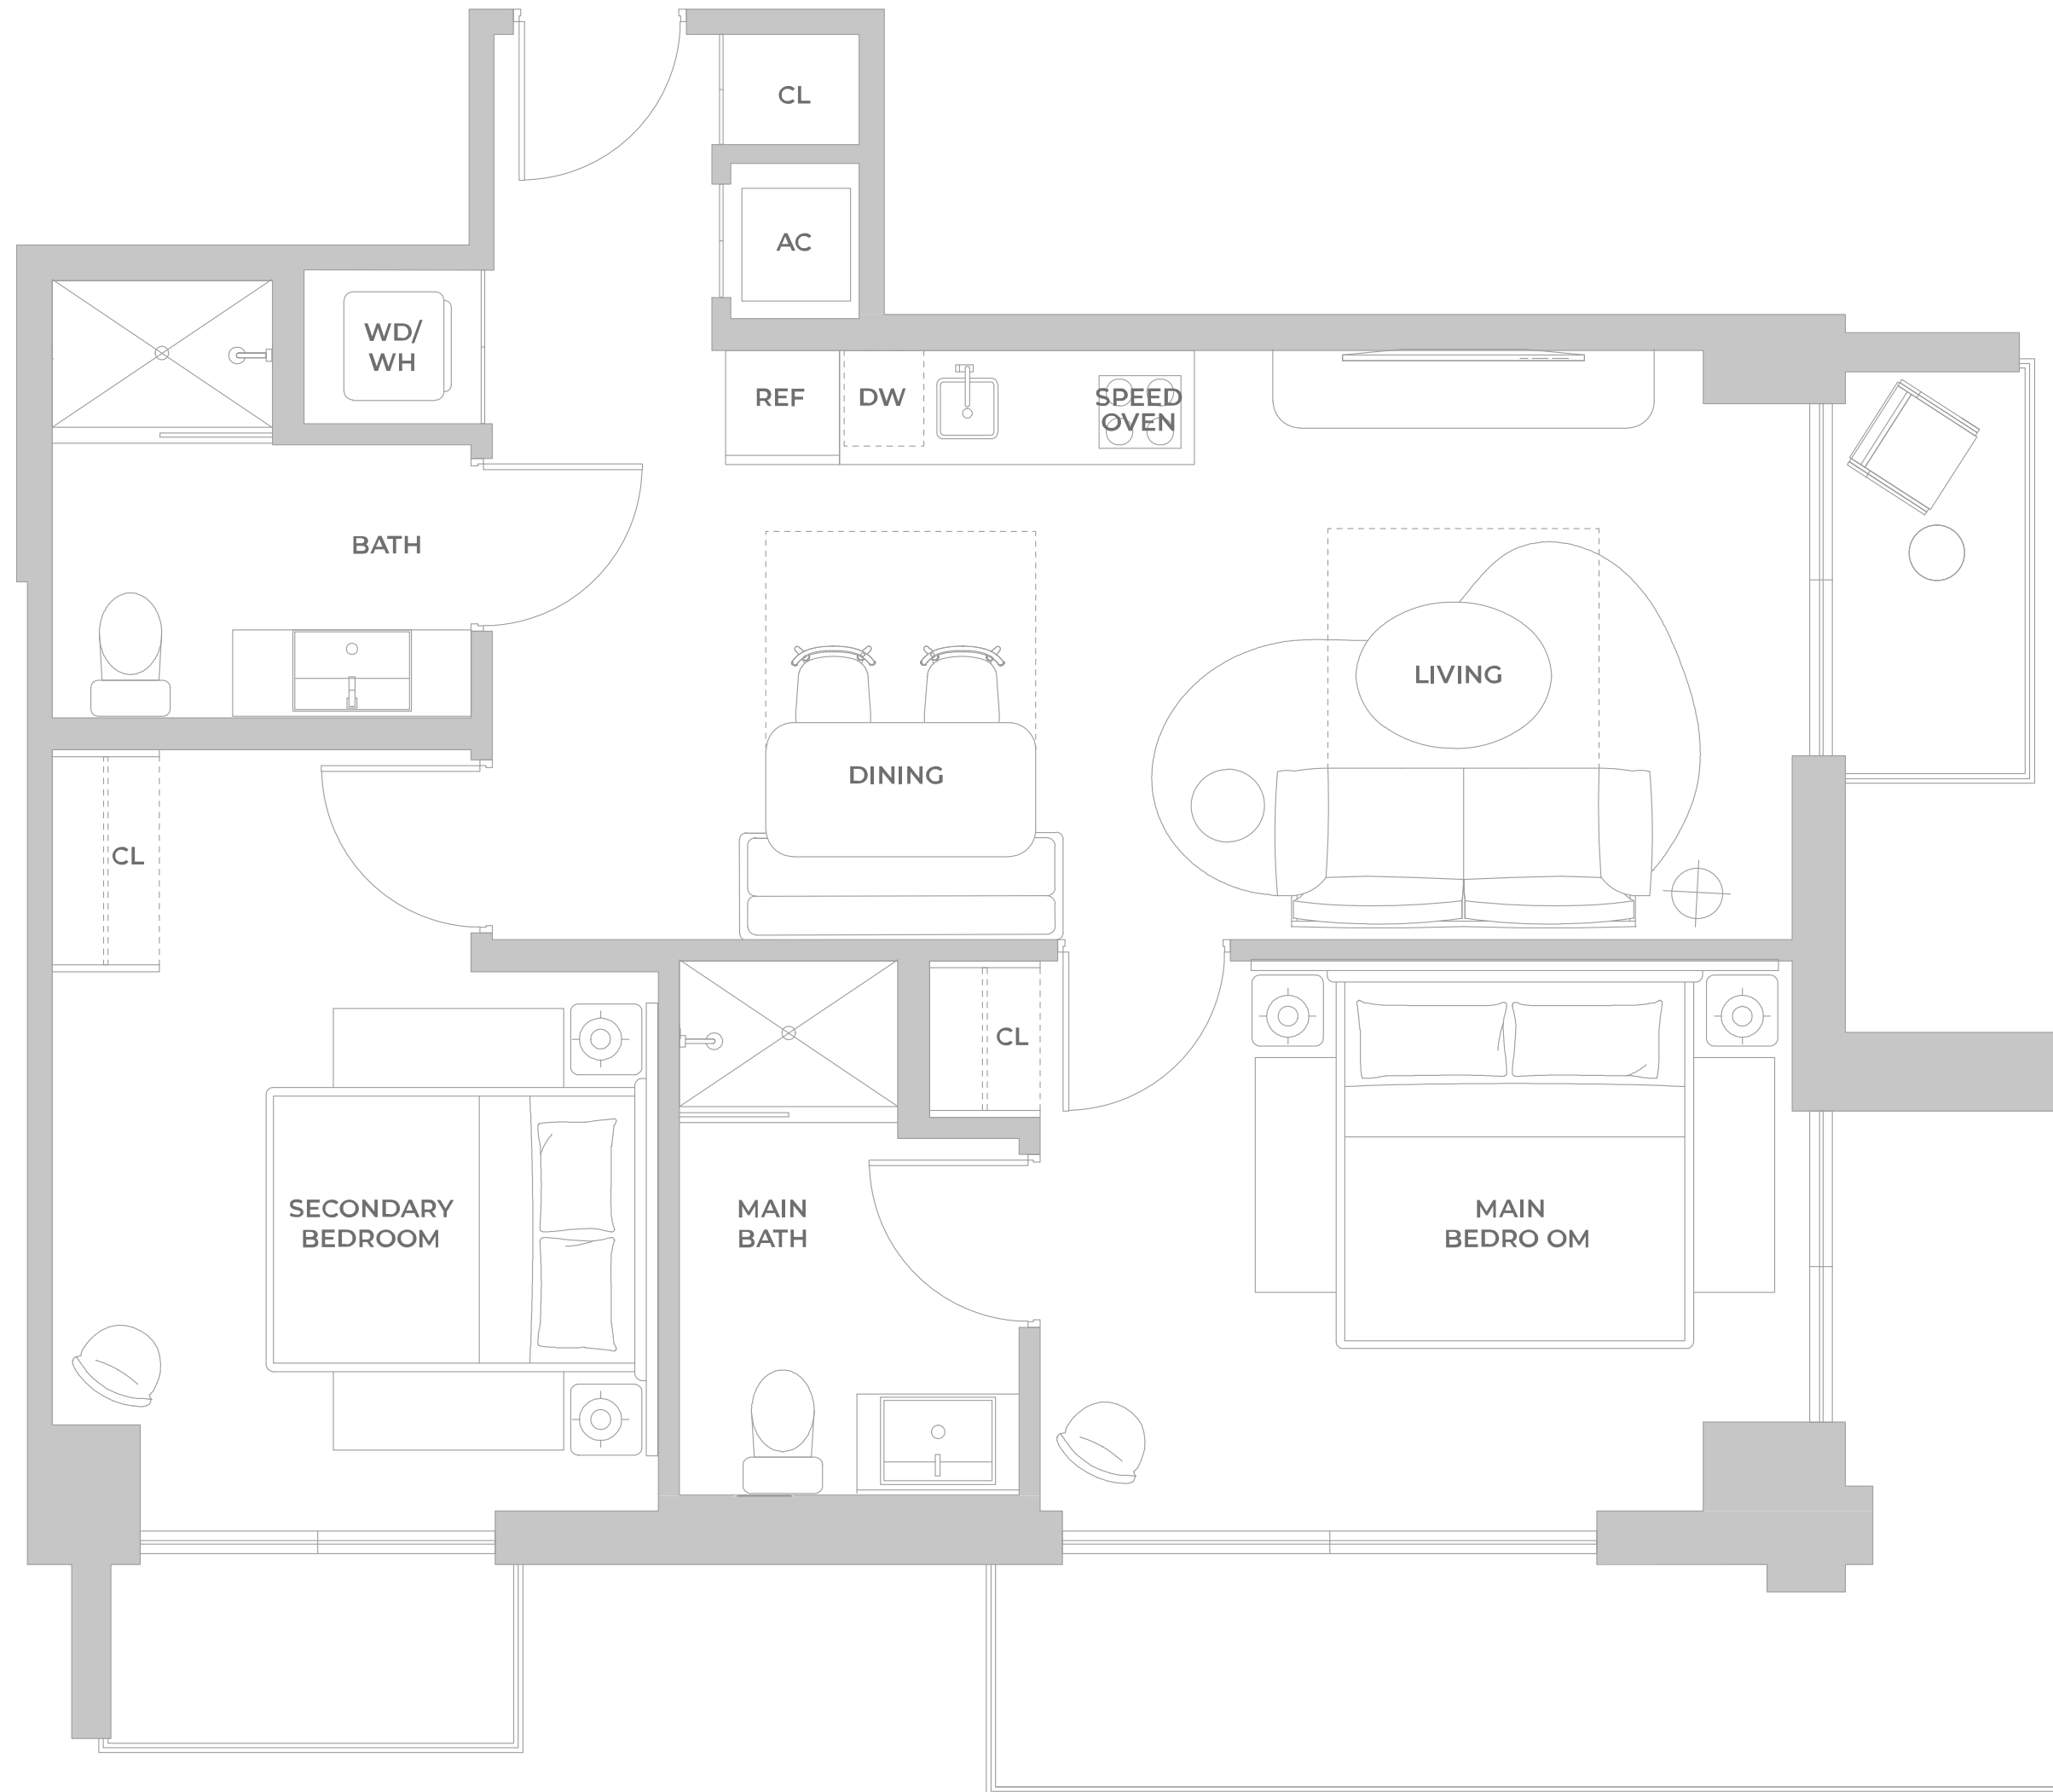 CL
AC
WD/
WH
REF
DW
SPEED
OVEN
BATH
LIVING
DINING
CL
CL
SECONDARY
BEDROOM
MAIN
BATH
MAIN
BEDRO OM